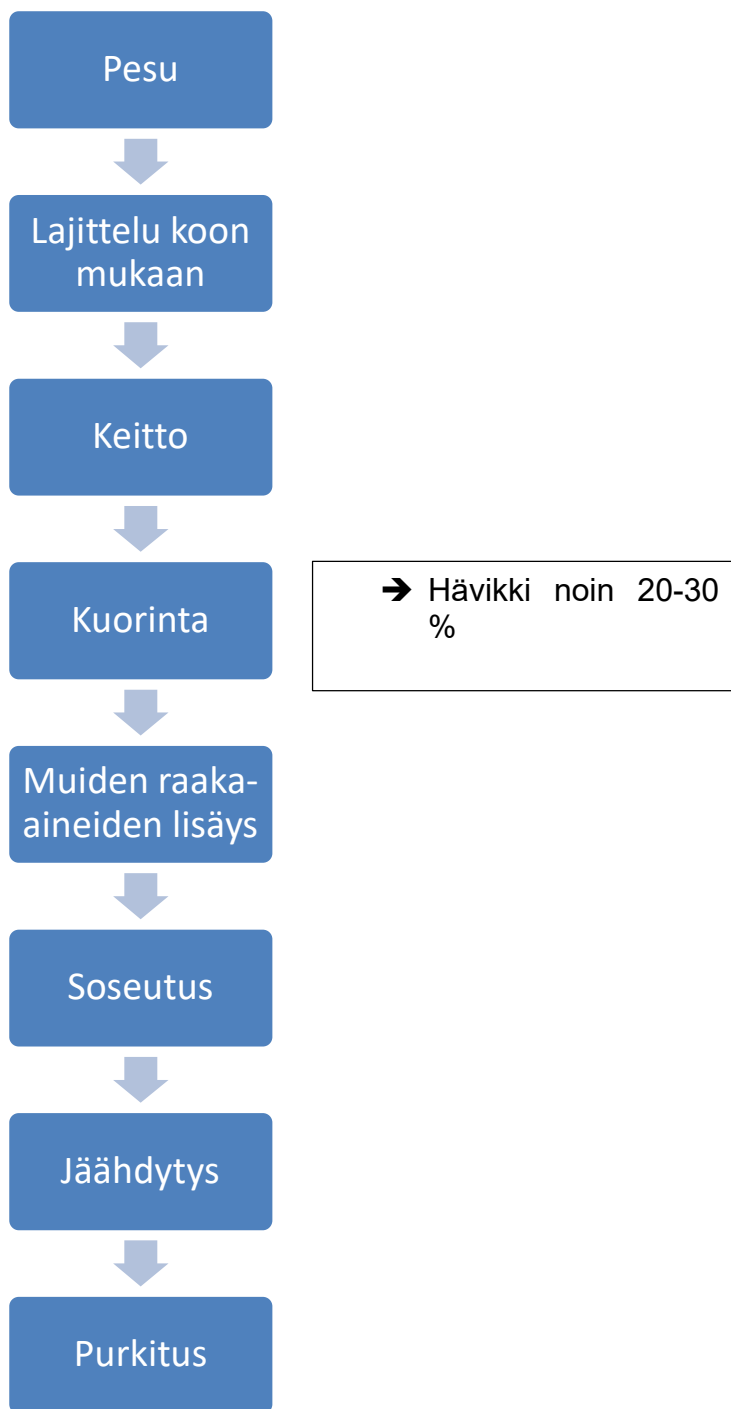 Pesu
Lajittelu koon
mukaan
Keitto
Kuorinta
➔ Hävikki noin 20-30
%
Muiden raaka-
aineiden lisäys
Soseutus
Jäähdytys
Purkitus